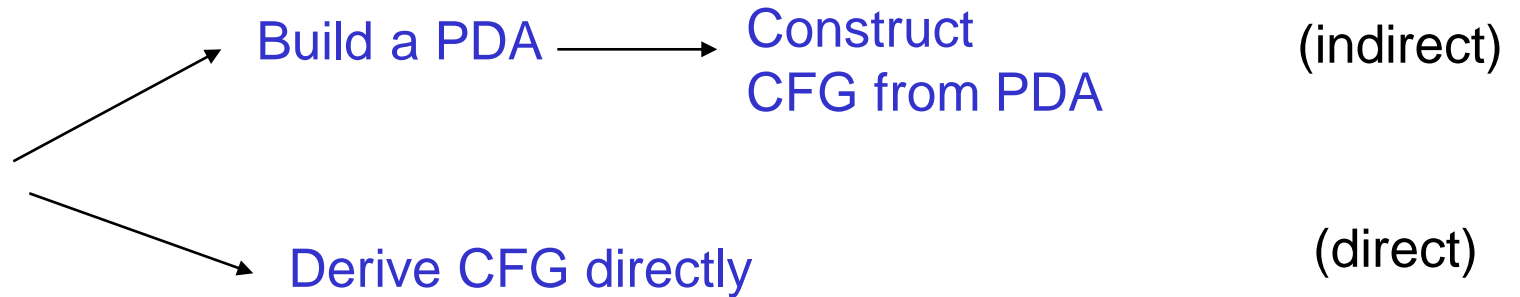 Build a PDA
Construct
CFG from PDA
(indirect)
Derive CFG directly
(direct)